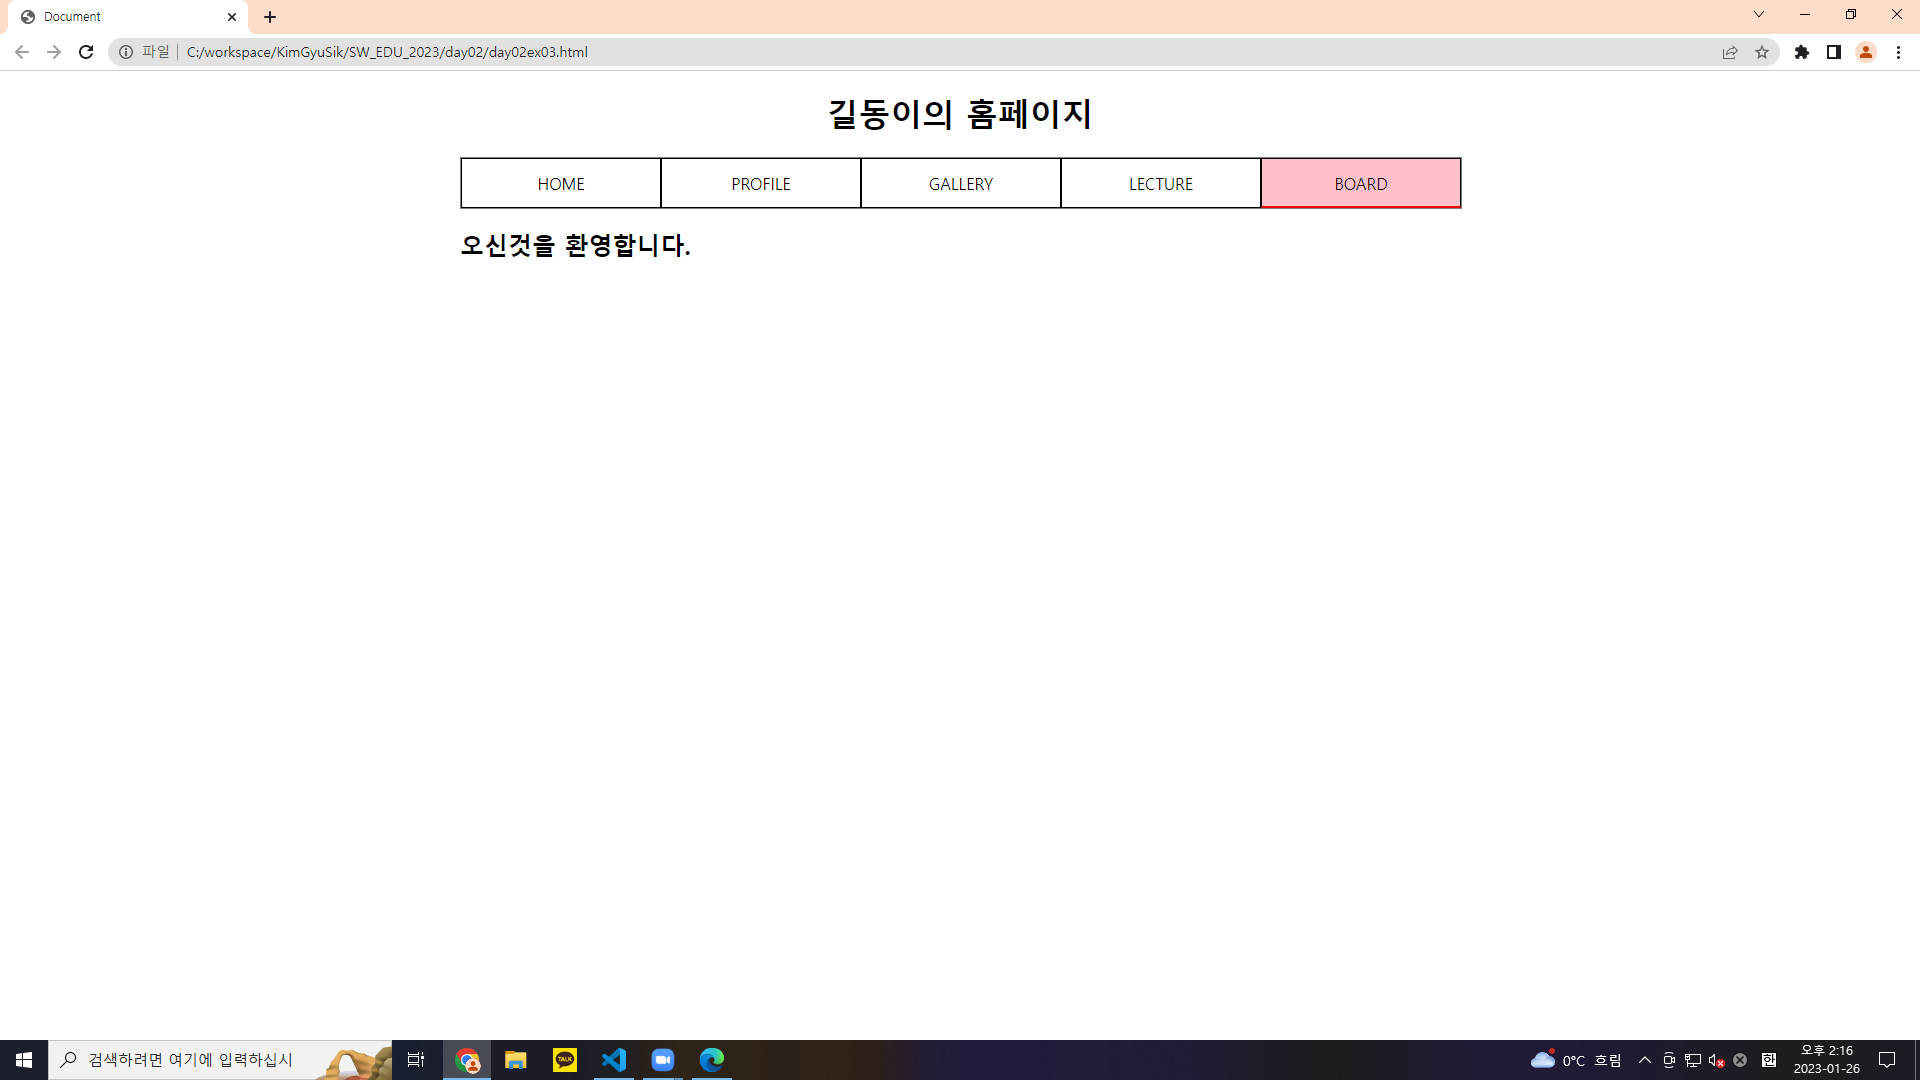 Document
파일
C:/workspace/KimGyuSik/SW_EDU_2023/day02/day02ex03.html
길동이의 홈페이지
HOME
PROFILE
GALLERY
LECTURE
BOARD
오신것을 환영합니다.
검색하려면 여기에 입력하십시
TALK
0°C 흐림
한
오후 2:16
2023-01-26